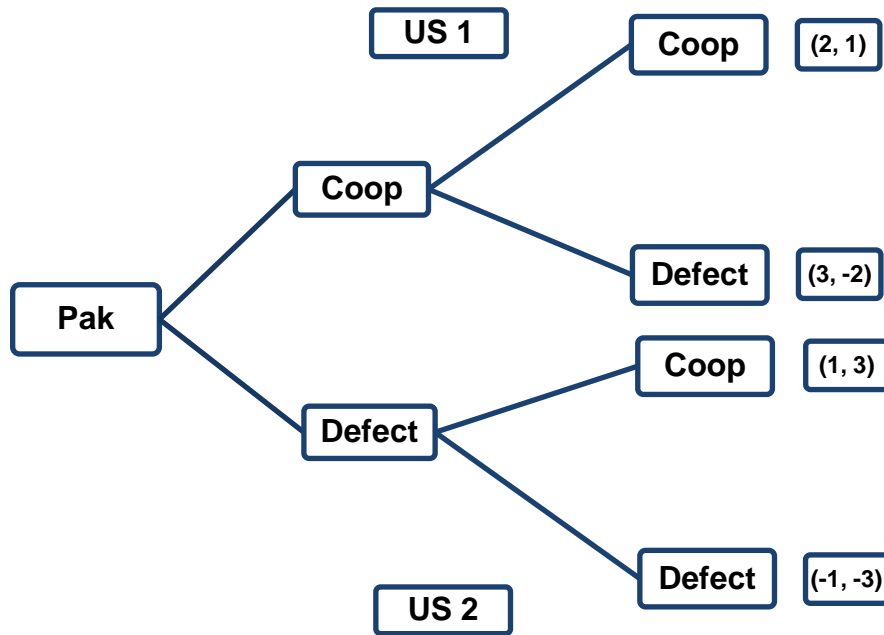 US 1
Coop
(2, 1)
Coop
Defect
(3, -2)
Pak
Coop
(1, 3)
Defect
Defect
(-1, -3)
US 2